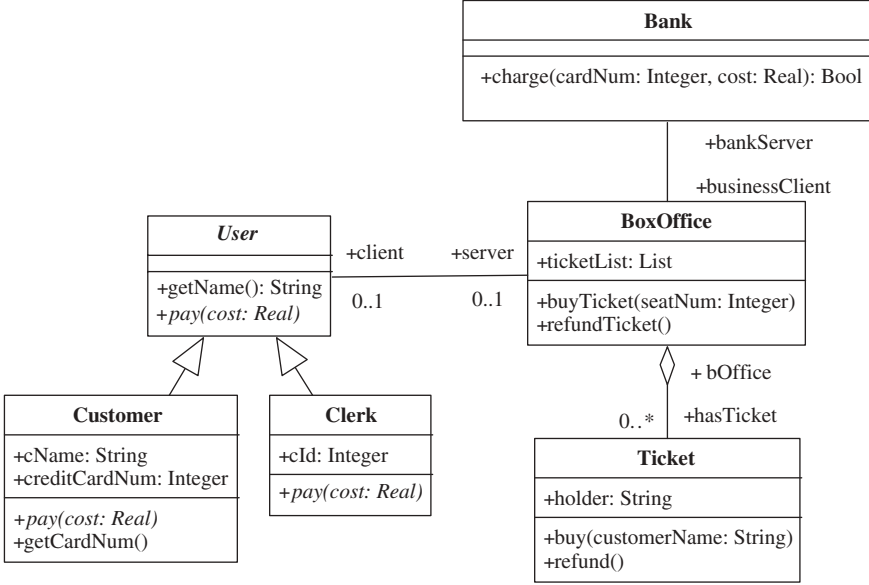 Bank
+charge(cardNum: Integer, cost: Real): Bool
+bankServer
+businessClient
User
+getName(): String
+pay(cost: Real)
+client
+server
0..1
0..1
BoxOffice
+ticketList: List
+buyTicket(seatNum: Integer)
+refundTicket()
+ bOffice
0..*
+hasTicket
Customer
+cName: String
+creditCardNum: Integer
+pay(cost: Real)
+getCardNum()
Clerk
+cId: Integer
+pay(cost: Real)
Ticket
+holder: String
+buy(customerName: String)
+refund()